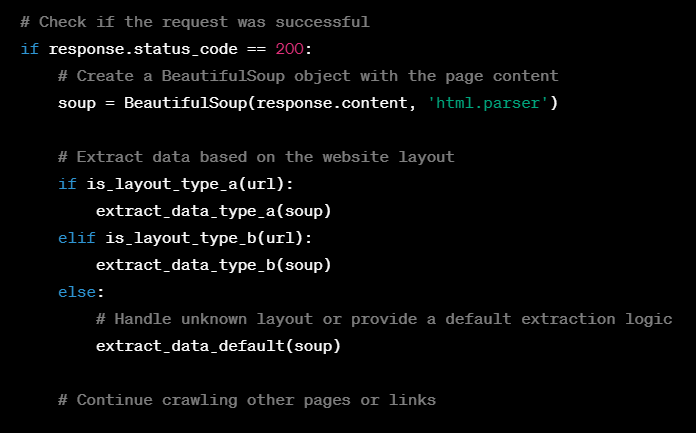 # Check if the request was successful
if response.status_code == 200:
    # Create a BeautifulSoup object with the page content
    soup = BeautifulSoup(response.content, 'html.parser')

    # Extract data based on the website layout
    if is_layout_type_a(url):
        extract_data_type_a(soup)
    elif is_layout_type_b(url):
        extract_data_type_b(soup)
    else:
        # Handle unknown layout or provide a default extraction logic
        extract_data_default(soup)

    # Continue crawling other pages or links